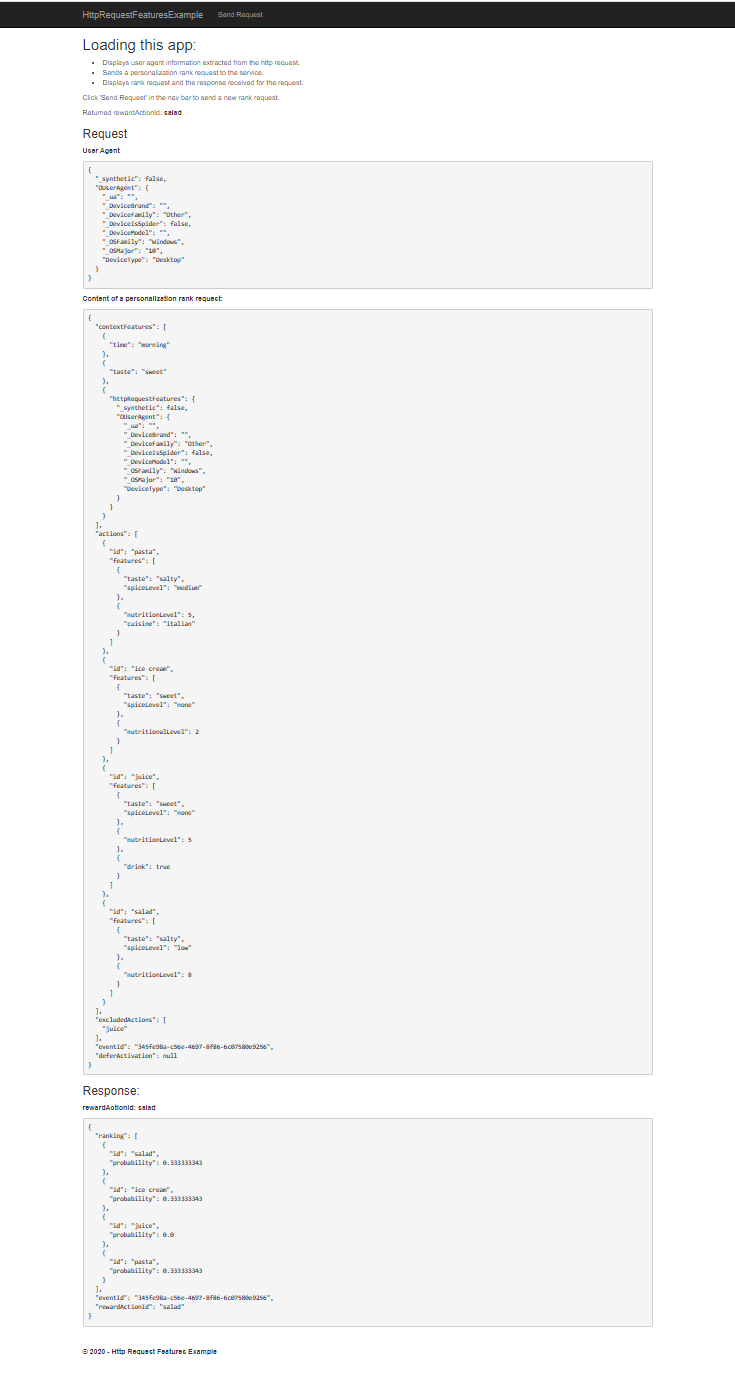 HttpRequestFeaturesExample Send Request
Loading this app:
• Displays user agent information extracted from the http request.
• Sends a personalization rank request to the service.
• Displays rank request and the response received for the request.
Click 'Send Request' in the nav bar to send a new rank request.
Returned rewardActionId: salad
Request
User Agent
{
"_synthetic": false,
"OUserAgent": {
"_ua": "",
"_DeviceBrand": "",
"_DeviceFamily": "Other",
"_DeviceIsSpider": false,
"_DeviceModel": "",
"_OSFamily": "Windows",
"_OSMajor": "10",
"DeviceType": "Desktop"
}
}
Content of a personalization rank request:
{
"contextFeatures": [
{
"time": "morning"
},
{
"taste": "sweet"
},
{
"httpRequestFeatures": {
"_synthetic": false,
"OUserAgent": {
"_ua": "",
"_DeviceBrand": "",
"_DeviceFamily": "Other",
"_DeviceIsSpider": false,
"_DeviceModel": "",
"_OSFamily": "Windows",
"_OSMajor": "10",
"DeviceType": "Desktop"
}
}
}
],
"actions": [
{
"id": "pasta",
"features": [
{
"taste": "salty",
"spiceLevel": "medium"
},
{
"nutritionLevel": 5,
"cuisine": "italian"
}
]
},
{
"id": "ice cream",
"features": [
{
"taste": "sweet",
"spiceLevel": "none"
},
{
"nutritionalLevel": 2
}
]
},
{
"id": "juice",
"features": [
{
"taste": "sweet",
"spiceLevel": "none"
},
{
"nutritionLevel": 5
},
{
"drink": true
}
]
},
{
"id": "salad",
"features": [
{
"taste": "salty",
"spiceLevel": "low"
},
{
"nutritionLevel": 8
}
]
}
],
"excludedActions": [
"juice"
],
"eventId": "345fe98a-c56e-4697-8f86-6c07580e9256",
"deferActivation": null
}
Response:
rewardActionId: salad
{
"ranking": [
{
"id": "salad",
"probability": 0.333333343
},
{
"id": "ice cream",
"probability": 0.333333343
},
{
"id": "juice",
"probability": 0.0
},
{
"id": "pasta",
"probability": 0.333333343
}
],
"eventId": "345fe98a-c56e-4697-8f86-6c07580e9256",
"rewardActionId": "salad"
}
© 2020 - Http Request Features Example